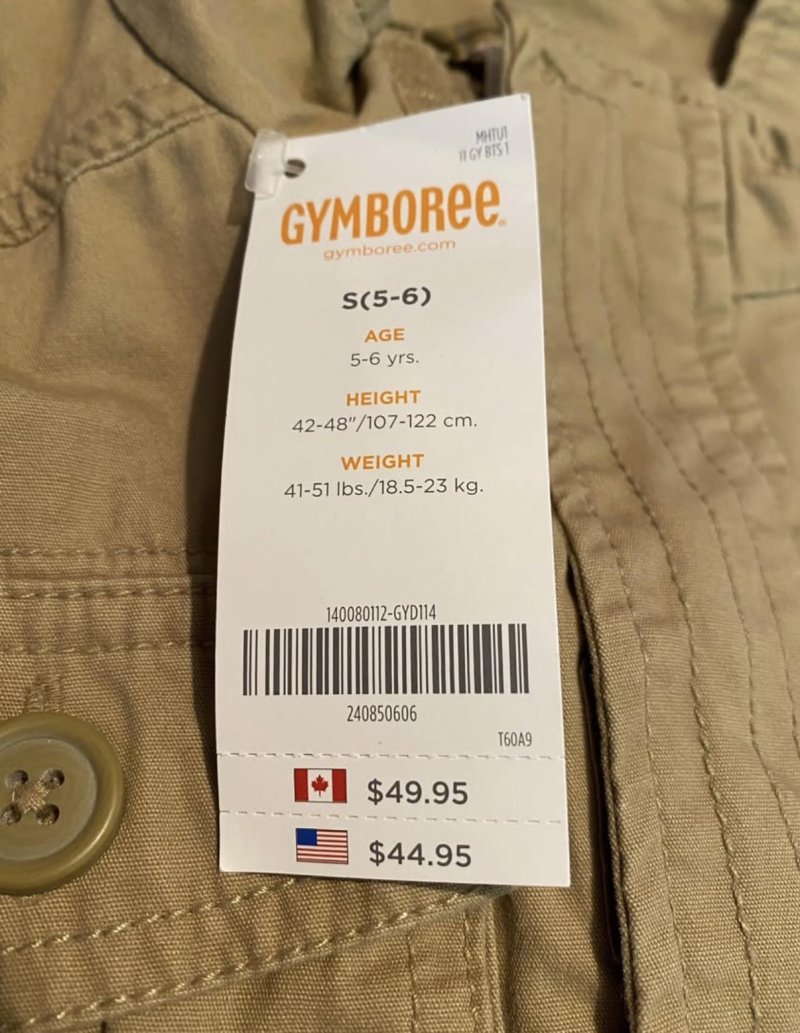 MHTU1
11 GY BTS 1
GYMBOREE
gymboree.com
S(5-6)
AGE
5-6 yrs.
HEIGHT
42-48"/107-122 cm.
WEIGHT
41-51 lbs./18.5-23 kg.
140080112-GYD114
240850606
T60A9
$49.95
$44.95